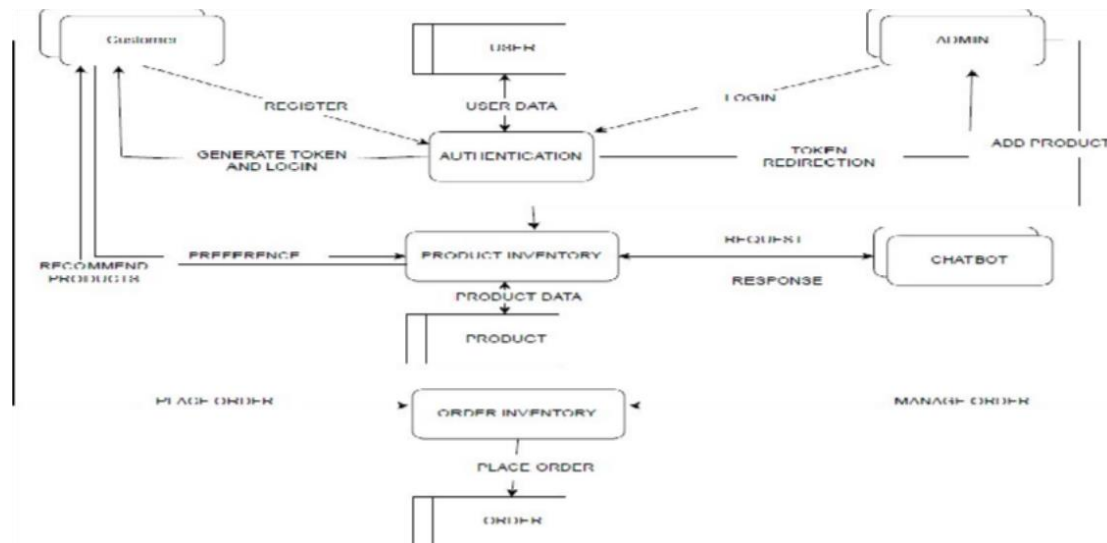 Customer
USER
ADMIN
REGISTER
USER DATA
LOGIN
GENERATE TOKEN
AND LOGIN
AUTHENTICATION
TOKEN
REDIRECTION
ADD PRODUCT
RECOMMEND
PRODUCTS
PREFERENCE
PRODUCT INVENTORY
REQUEST
RESPONSE
CHATBOT
PRODUCT DATA
PRODUCT
PLACE ORDER
ORDER INVENTORY
MANAGE ORDER
PLACE ORDER
ORDER